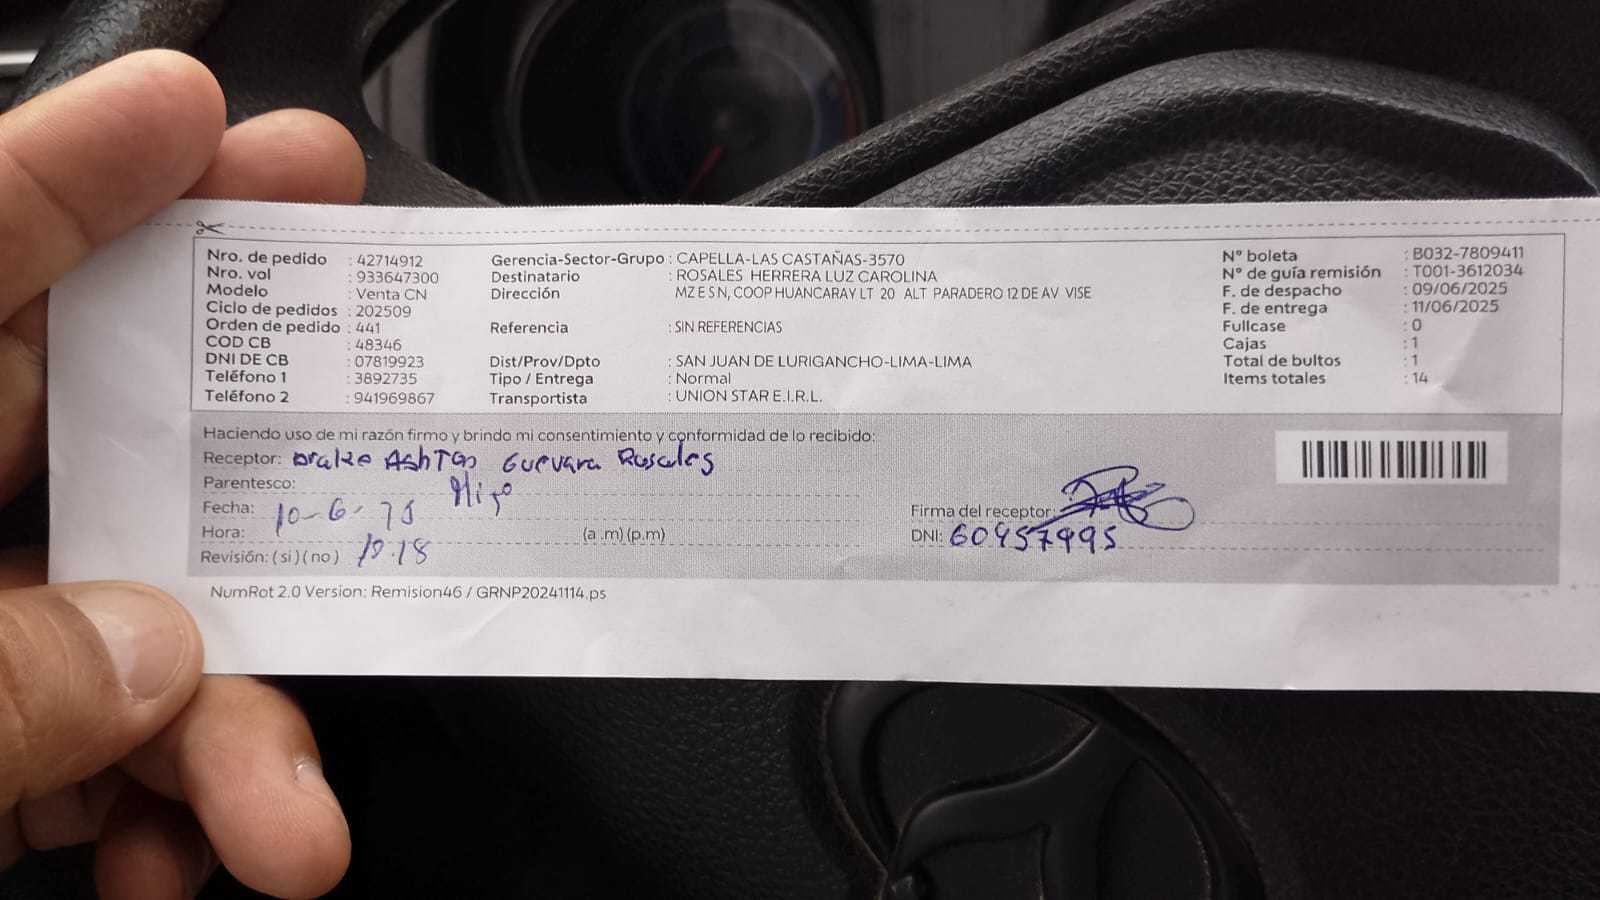 Nro. de pedido : 42714912 Gerencia-Sector-Grupo : CAPELLA-LAS CASTAÑAS-3570 N° boleta : B032-7809411
Nro. vol : 933647300 Destinatario : ROSALES HERRERA LUZ CAROLINA N° de guía remisión : T001-3612034
Modelo : Venta CN Dirección MZ E S N, COOP HUANCARAY LT 20 ALT PARADERO 12 DE AV VISE F. de despacho : 09/06/2025
Ciclo de pedidos : 202509 F. de entrega : 11/06/2025
Orden de pedido : 441 Referencia : SIN REFERENCIAS Fullcase : 0
COD CB : 48346 Cajas : 1
DNI DE CB : 07819923 Dist/Prov/Dpto : SAN JUAN DE LURIGANCHO-LIMA-LIMA Total de bultos : 1
Teléfono 1 : 3892735 Tipo / Entrega : Normal Items totales : 14
Teléfono 2 : 941969867 Transportista : UNION STAR E.I.R.L.
Haciendo uso de mi razón firmo y brindo mi consentimiento y conformidad de lo recibido:
Receptor: Drake Ashton Guevara Rosales
Parentesco: Hijo
Fecha: 10-6-25 Firma del receptor:
Hora: 10.18 (a .m) (p.m) DNI: 60957995
Revisión: ( si ) ( no )
NumRot 2.0 Version: Remision46 / GRNP20241114.ps